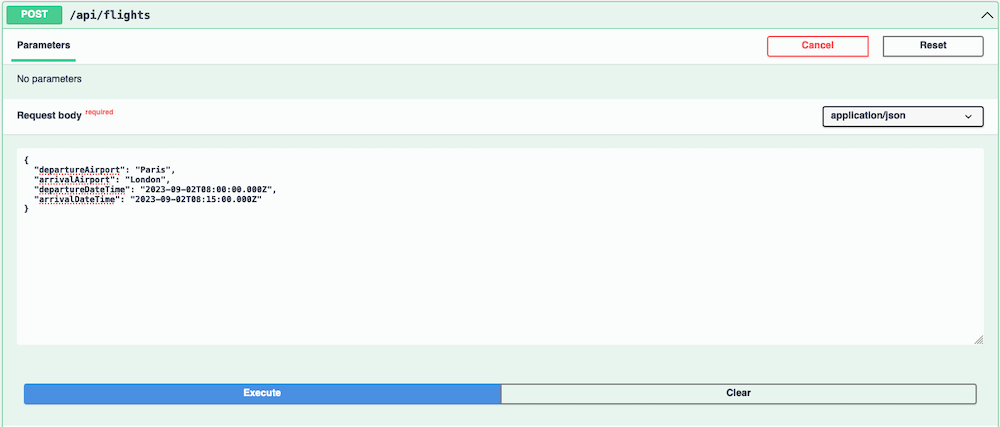 POST /api/flights
Parameters Cancel Reset
No parameters
Request body required application/json
{
  "departureAirport": "Paris",
  "arrivalAirport": "London",
  "departureDateTime": "2023-09-02T08:00:00.000Z",
  "arrivalDateTime": "2023-09-02T08:15:00.000Z"
}
Execute Clear